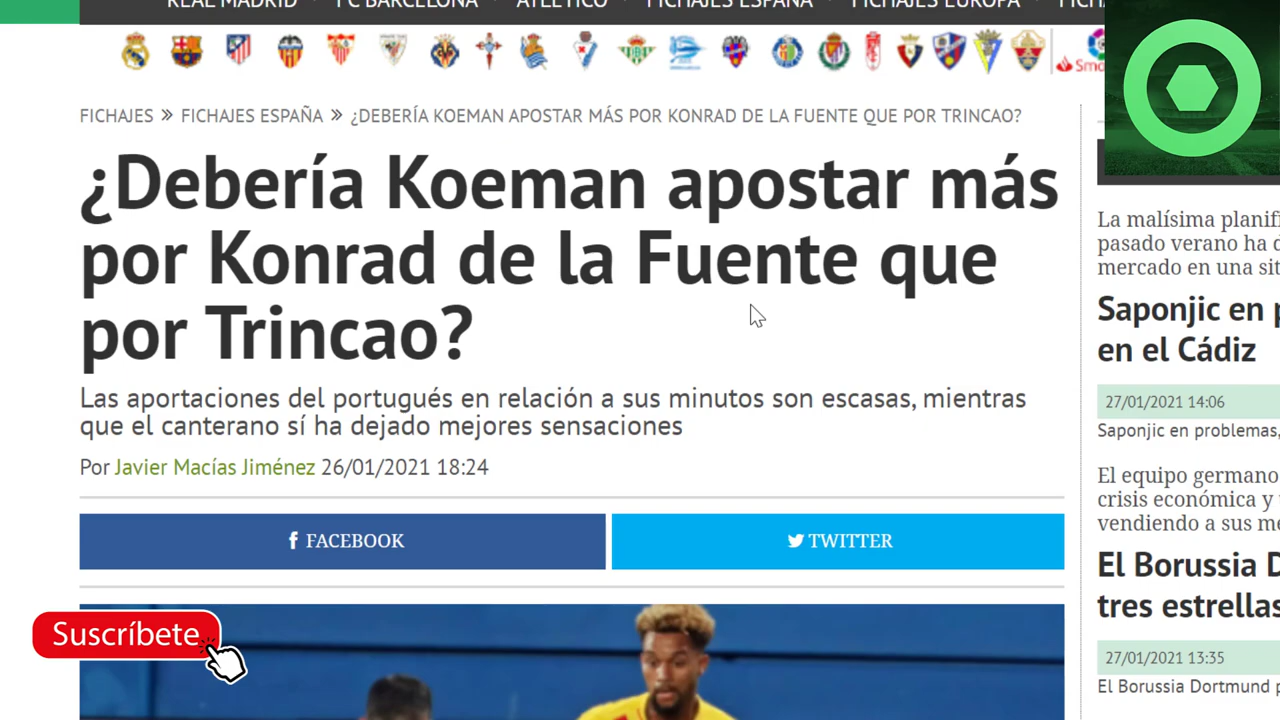 REAL MADRID FC BARCELONA ATLÉTICO FICHAJES ESPAÑA FICHAJES EUROPA
FICHAJES » FICHAJES ESPAÑA » ¿DEBERÍA KOEMAN APOSTAR MÁS POR KONRAD DE LA FUENTE QUE POR TRINCAO?
¿Debería Koeman apostar más
por Konrad de la Fuente que
por Trincao?
Las aportaciones del portugués en relación a sus minutos son escasas, mientras
que el canterano sí ha dejado mejores sensaciones
Por Javier Macías Jiménez 26/01/2021 18:24
FACEBOOK
TWITTER
Suscríbete
La malísima planifi
pasado verano ha d
mercado en una sit
Saponjic en p
en el Cádiz
27/01/2021 14:06
Saponjic en problemas,
El equipo germano
crisis económica y
vendiendo a sus me
El Borussia D
tres estrellas
27/01/2021 13:35
El Borussia Dortmund p